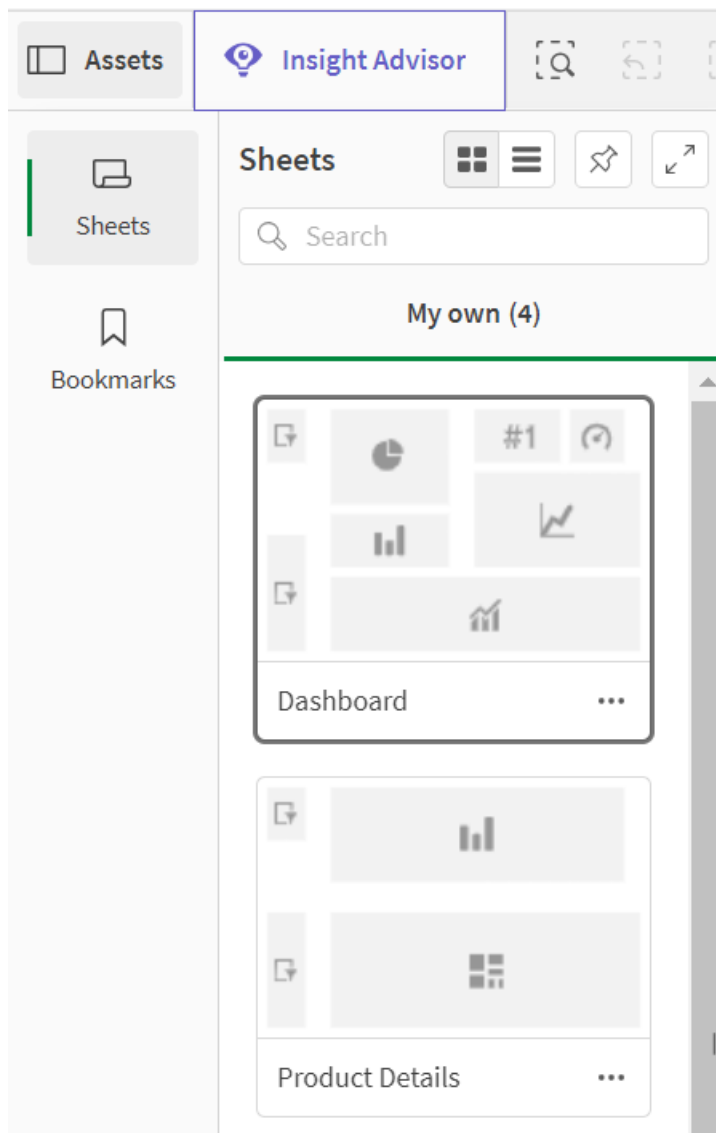 Assets
Insight Advisor
Sheets
Sheets
Search
Bookmarks
My own (4)
#1
Dashboard
Product Details